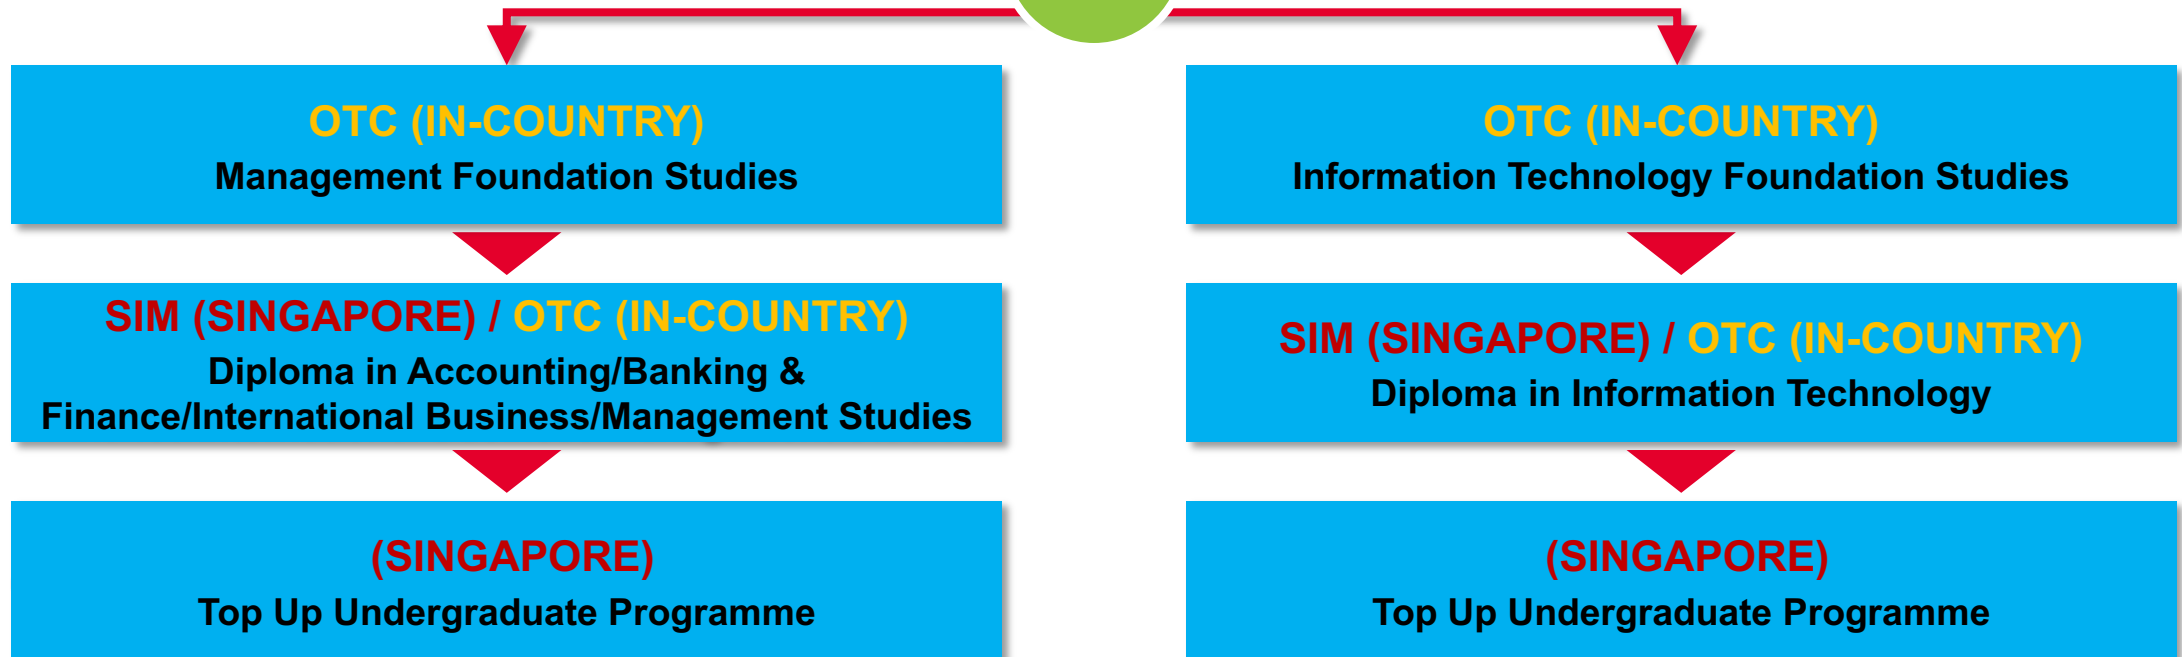 OTC (IN-COUNTRY)
Management Foundation Studies
SIM (SINGAPORE) / OTC (IN-COUNTRY)
Diploma in Accounting/Banking &
Finance/International Business/Management Studies
(SINGAPORE)
Top Up Undergraduate Programme
OTC (IN-COUNTRY)
Information Technology Foundation Studies
SIM (SINGAPORE) / OTC (IN-COUNTRY)
Diploma in Information Technology
(SINGAPORE)
Top Up Undergraduate Programme